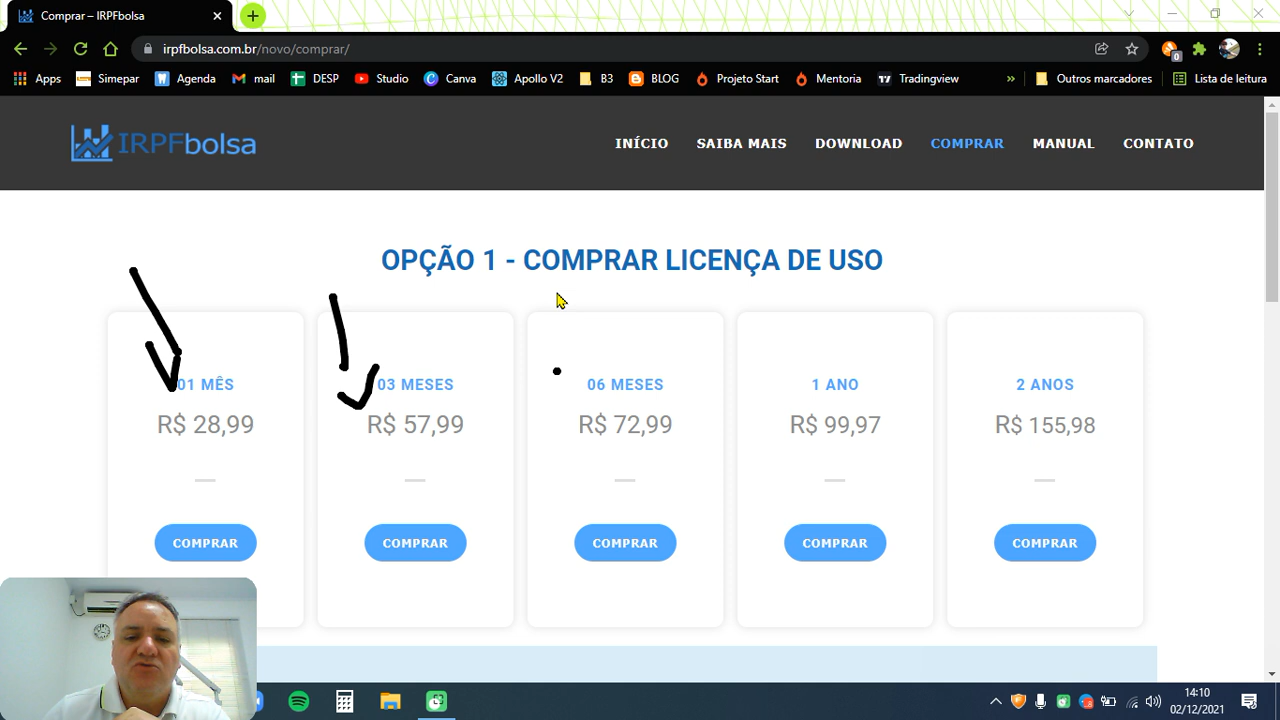 Comprar – IRPFbolsa
irpfbolsa.com.br/novo/comprar/
0
Apps Simepar Agenda mail DESP Studio Canva Apollo V2 B3 BLOG Projeto Start Mentoria Tradingview » Outros marcadores Lista de leitura
IRPFbolsa INÍCIO SAIBA MAIS DOWNLOAD COMPRAR MANUAL CONTATO
OPÇÃO 1 - COMPRAR LICENÇA DE USO
01 MÊS 03 MESES 06 MESES 1 ANO 2 ANOS
R$ 28,99 R$ 57,99 R$ 72,99 R$ 99,97 R$ 155,98
COMPRAR COMPRAR COMPRAR COMPRAR COMPRAR
14:10
02/12/2021